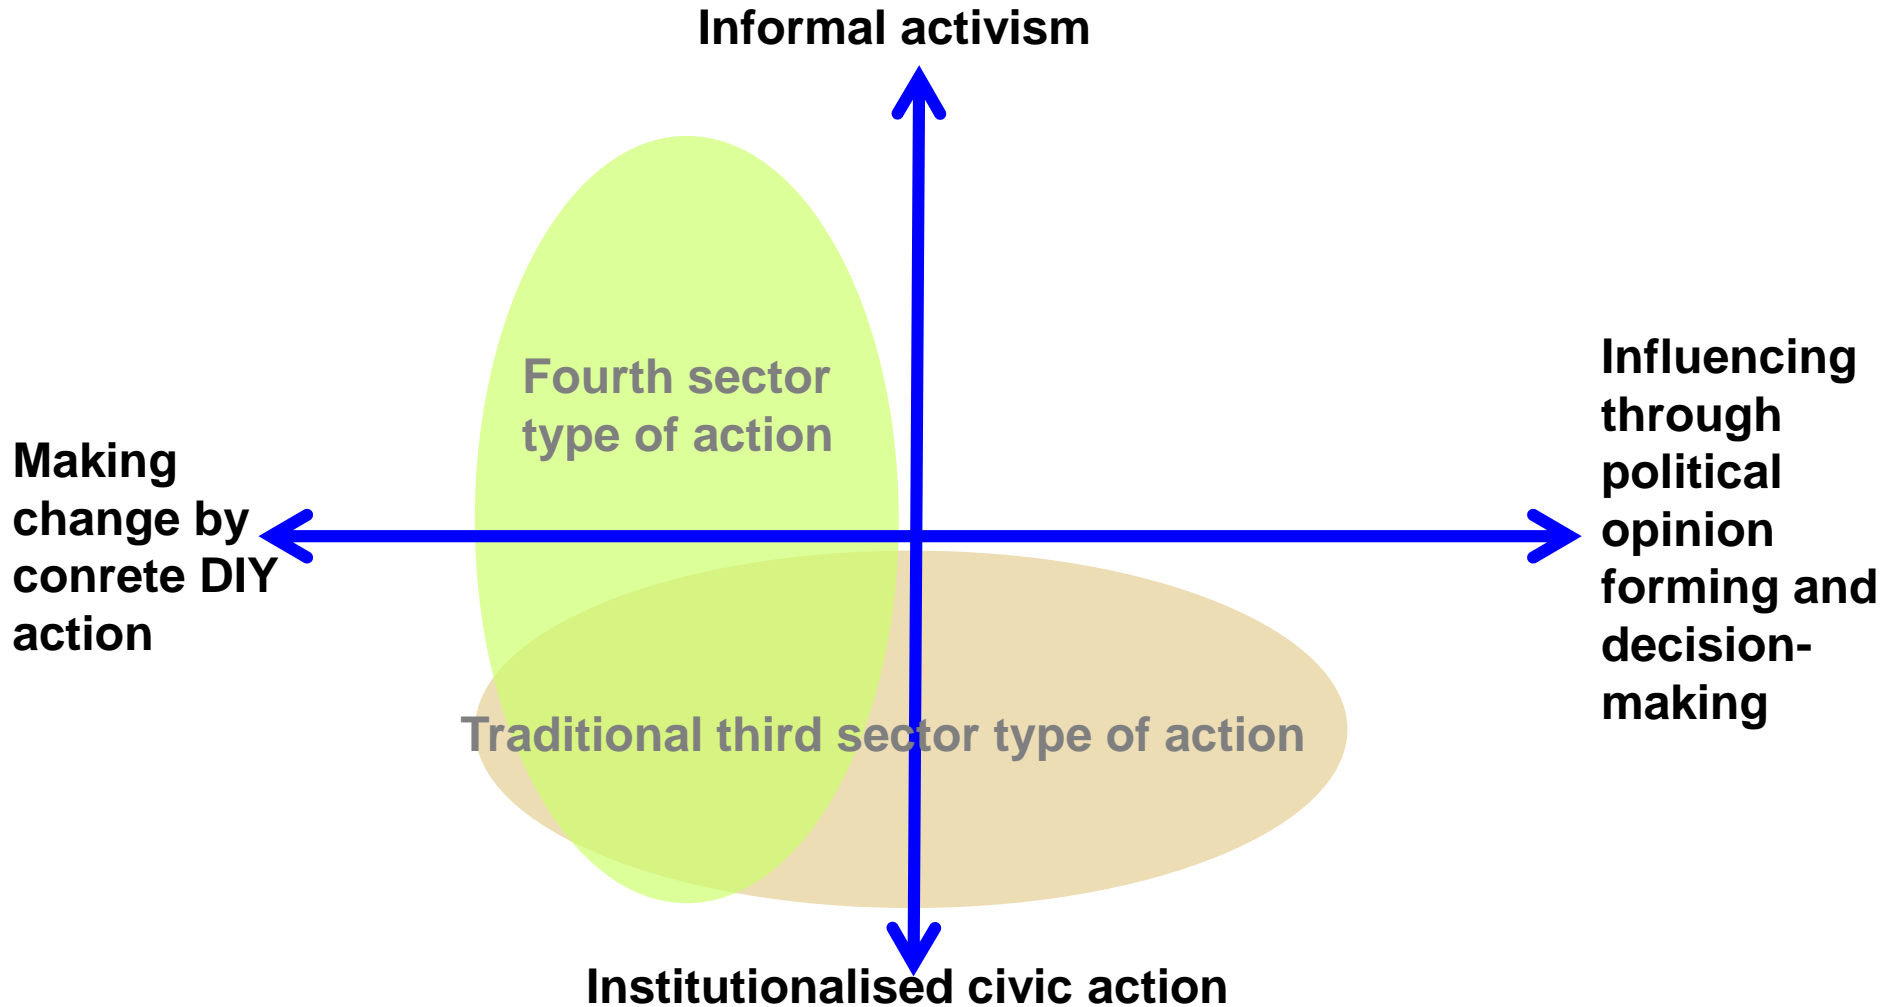 Informal activism
Fourth sector
type of action
Making
change by
conrete DIY
action
Influencing
through
political
opinion
forming and
decision-
making
Traditional third sector type of action
Institutionalised civic action